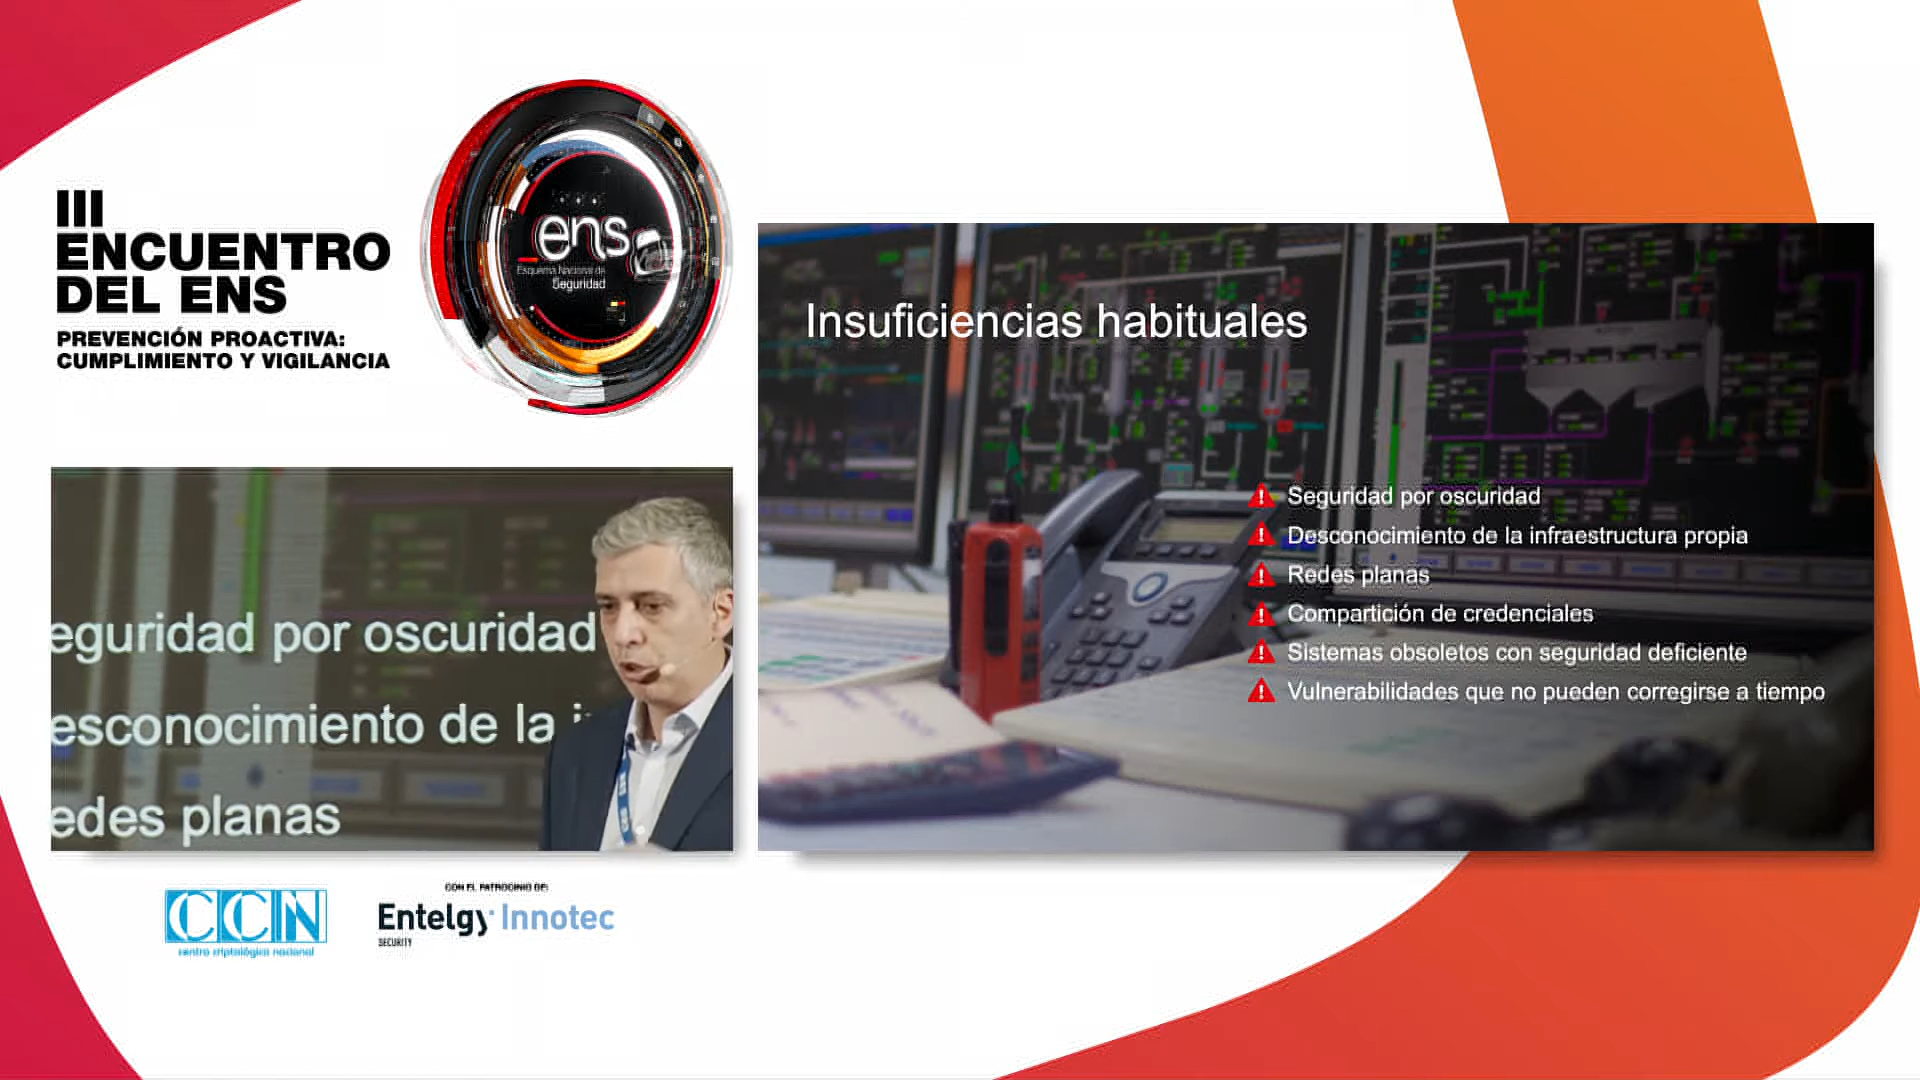 III
ENCUENTRO
DEL ENS
PREVENCIÓN PROACTIVA:
CUMPLIMIENTO Y VIGILANCIA
ens
Esquema Nacional de
Seguridad
Insuficiencias habituales
Seguridad por oscuridad
Desconocimiento de la infraestructura propia
Redes planas
Compartición de credenciales
Sistemas obsoletos con seguridad deficiente
Vulnerabilidades que no pueden corregirse a tiempo
eguridad por oscuridad
esconocimiento de la i
edes planas
CCN
centro criptológico nacional
CON EL PATROCINIO DE:
Entelgy Innotec
SECURITY